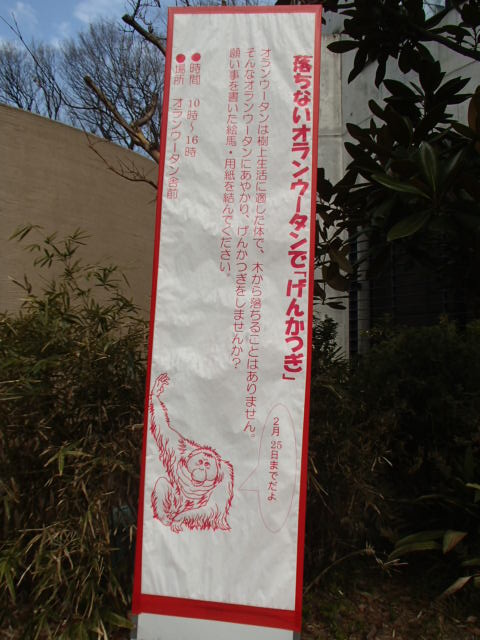 落ちないオランウータンで「げんかつぎ」
オランウータンは樹上生活に適した体で、木から落ちることはありません。
そんなオランウータンにあやかり、げんかつぎをしませんか？
願い事を書いた絵馬・用紙を結んでください。
●時間　10時～16時
●場所　オランウータン舎前
2月25日までだよ